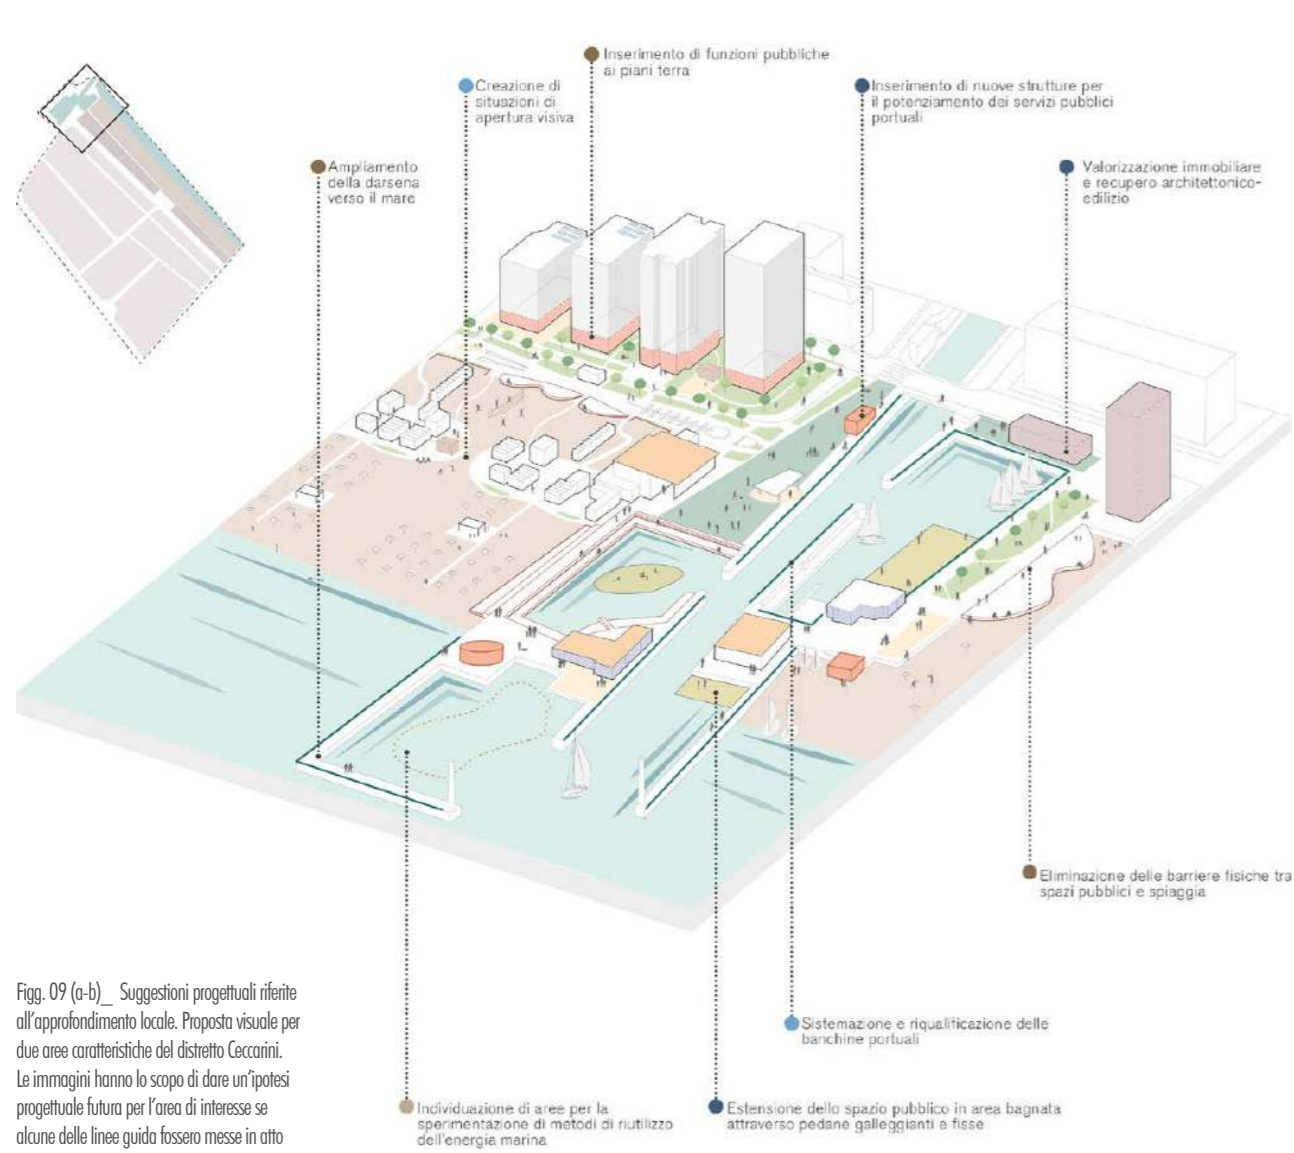 Inserimento di funzioni pubbliche
ai piani terra
Creazione di
situazioni di
apertura visiva
Inserimento di nuove strutture per
il potenziamento dei servizi pubblici
portuali
Ampliamento
della darsena
verso il mare
Valorizzazione immobiliare
e recupero architettonico-
edilizio
Eliminazione delle barriere fisiche tra
spazi pubblici e spiaggia
Figg. 09 (a-b)_ Suggestioni progettuali riferite
all'approfondimento locale. Proposta visuale per
due aree caratteristiche del distretto Ceccarini.
Le immagini hanno lo scopo di dare un'ipotesi
progettuale futura per l'area di interesse se
alcune delle linee guida fossero messe in atto
Sistemazione e riqualificazione delle
banchine portuali
Individuazione di aree per la
sperimentazione di metodi di riutilizzo
dell'energia marina
Estensione dello spazio pubblico in area bagnata
attraverso pedane galleggianti e fisse